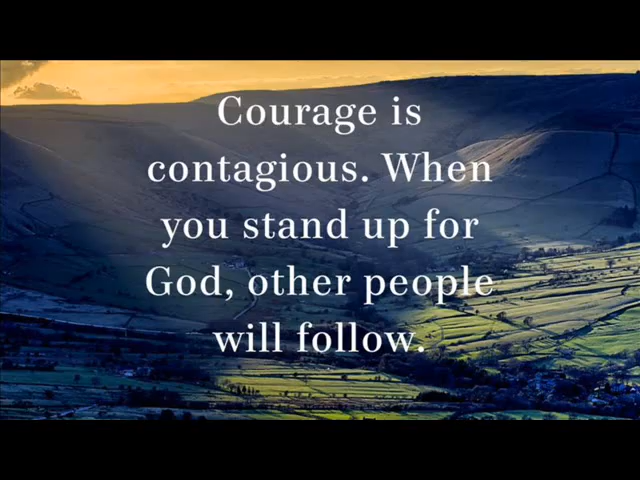 Courage is
contagious. When
you stand up for
God, other people
will follow.